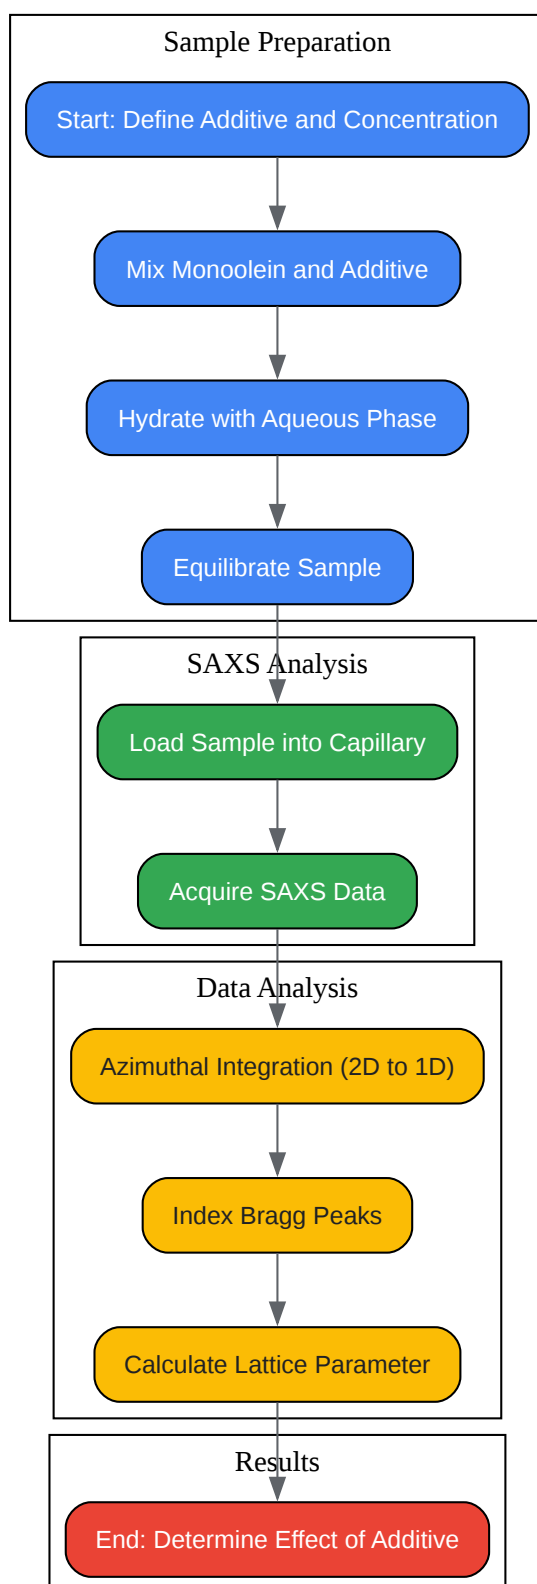 Sample Preparation
Start: Define Additive and Concentration
Mix Monoolein and Additive
Hydrate with Aqueous Phase
Equilibrate Sample
SAXS Analysis
Load Sample into Capillary
Acquire SAXS Data
Data Analysis
Azimuthal Integration (2D to 1D)
Index Bragg Peaks
Calculate Lattice Parameter
Results
End: Determine Effect of Additive